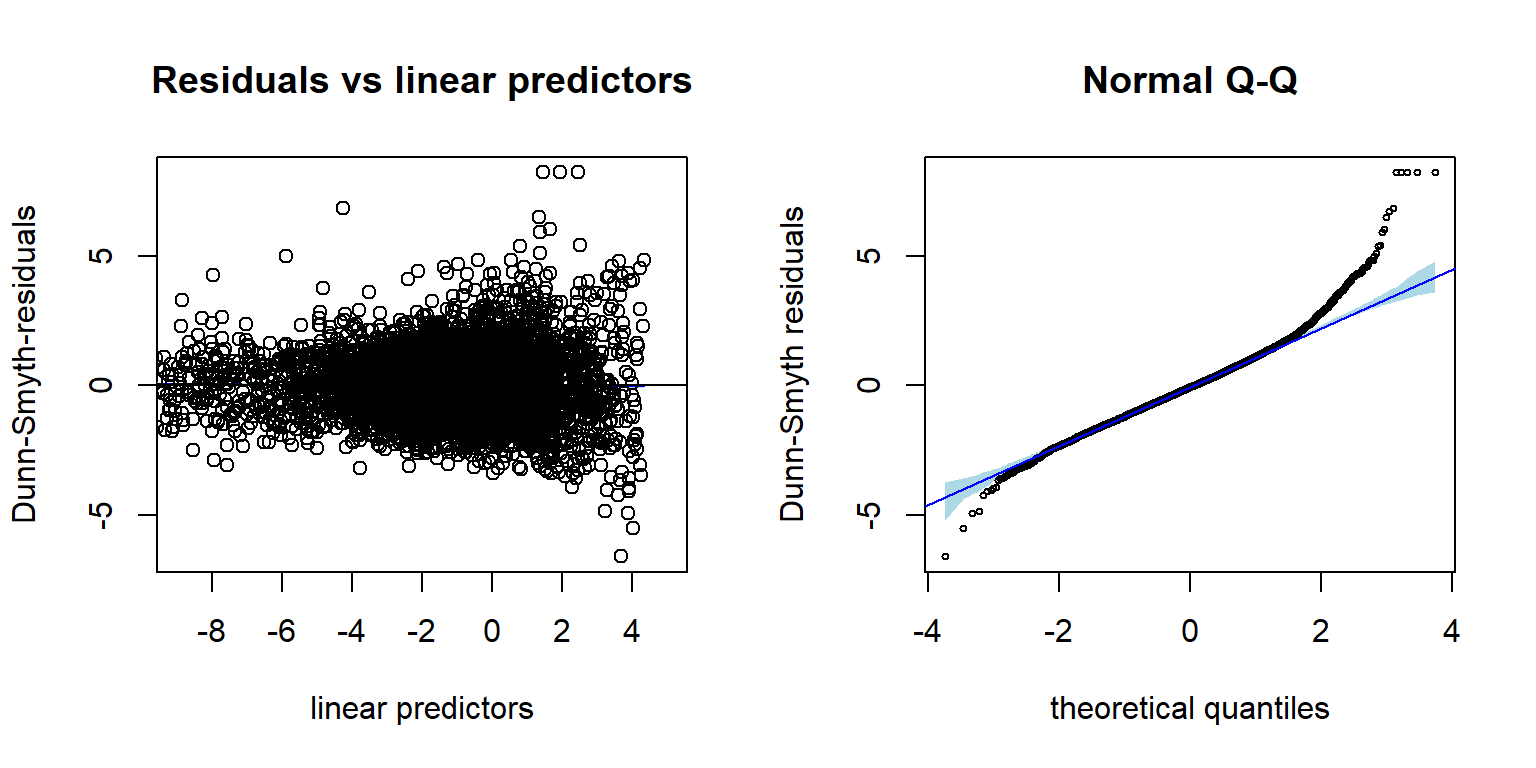 Residuals vs linear predictors
Dunn-Smyth-residuals
5
0
-5
-8 -6 -4 -2 0 2 4
linear predictors
Normal Q-Q
Dunn-Smyth residuals
5
0
-5
-4 -2 0 2 4
theoretical quantiles